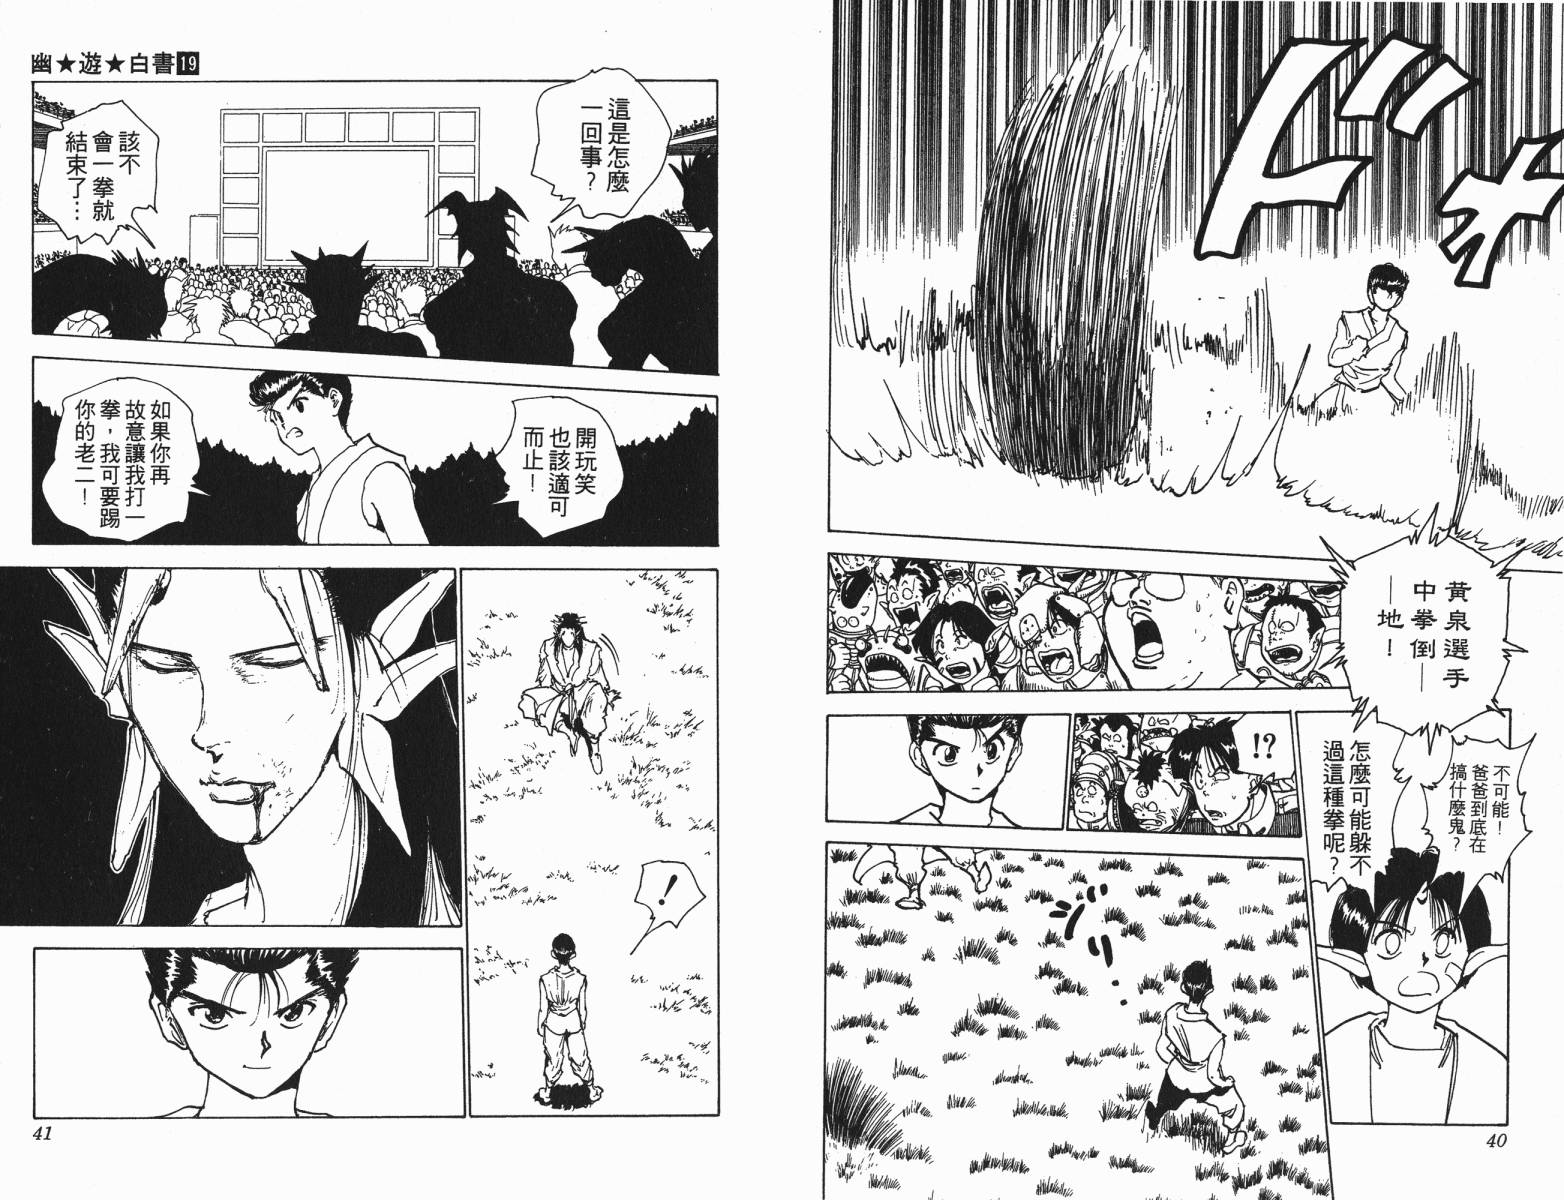 ドォ
黃泉選手
中拳倒—
—地！
不可能！
爸爸到底在
搞什麼鬼？
怎麼可能躲不
過這種拳呢？
!?
ジリ…
40
幽★遊★白書19
這是怎麼
一回事？
該不
會一拳就
結束了…
開玩笑
也該適可
而止！
如果你再
故意讓我打一
拳，我可要踢
你的老二！
！
41